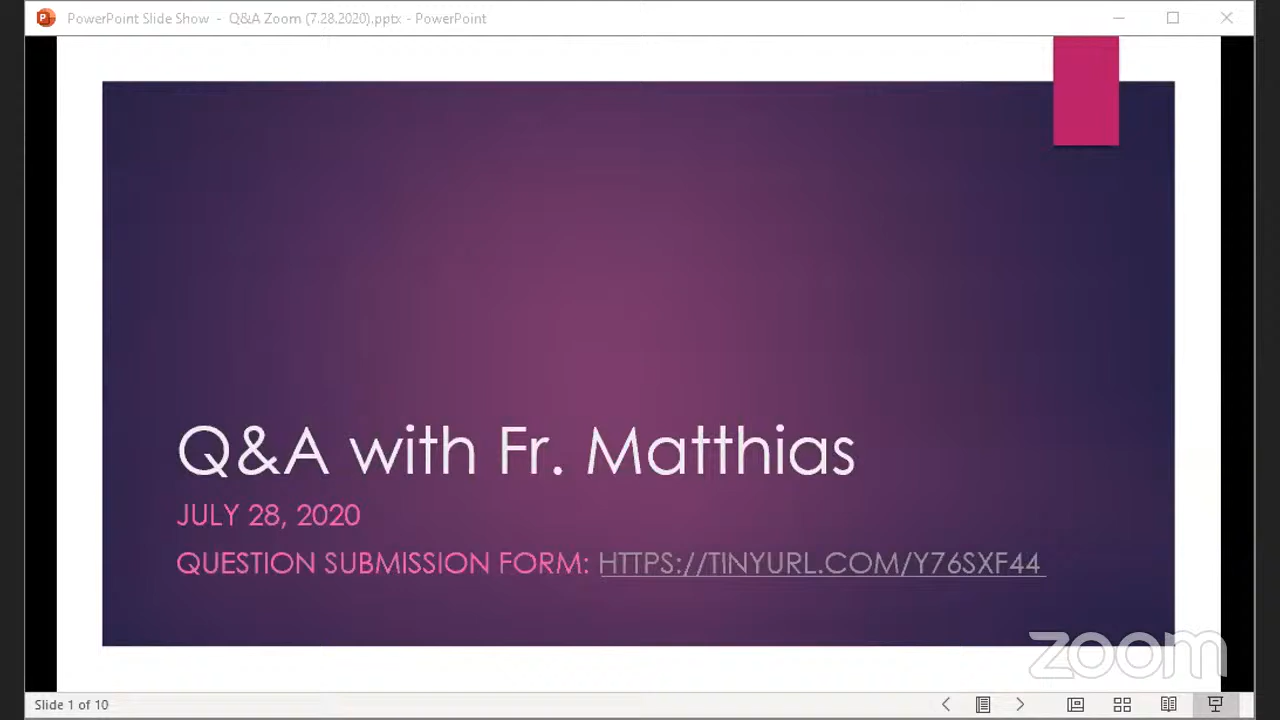 PowerPoint Slide Show - Q&A Zoom (7.28.2020).pptx - PowerPoint
Q&A with Fr. Matthias
JULY 28, 2020
QUESTION SUBMISSION FORM: HTTPS://TINYURL.COM/Y76SXF44
zoom
Slide 1 of 10